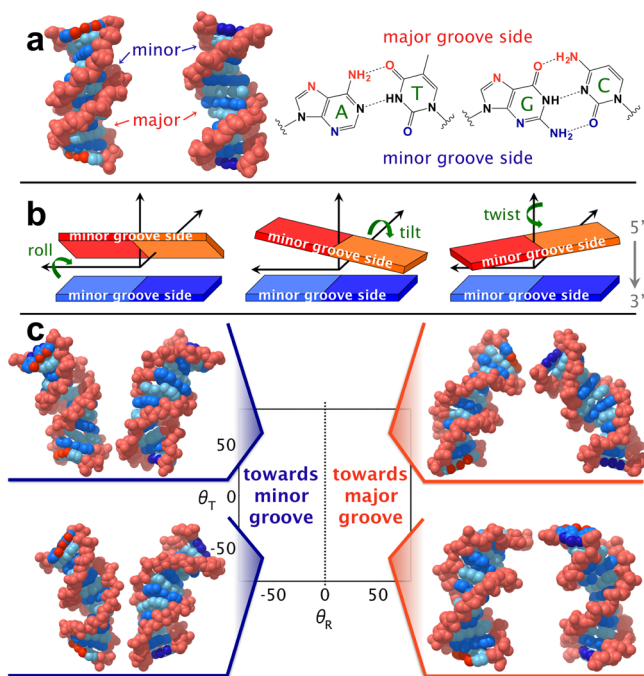 a
minor
major
major groove side
NH₂
O
N
N
N
N
A
N
HN
T
N
O
O
H₂N
N
N
G
NH
N
C
N
N
NH₂
O
minor groove side
b
roll
minor groove side
minor groove side
tilt
minor groove side
minor groove side
twist
minor groove side
minor groove side
5'
3'
c
50
0
-50
θT
towards
minor
groove
towards
major
groove
-50
0
50
θR